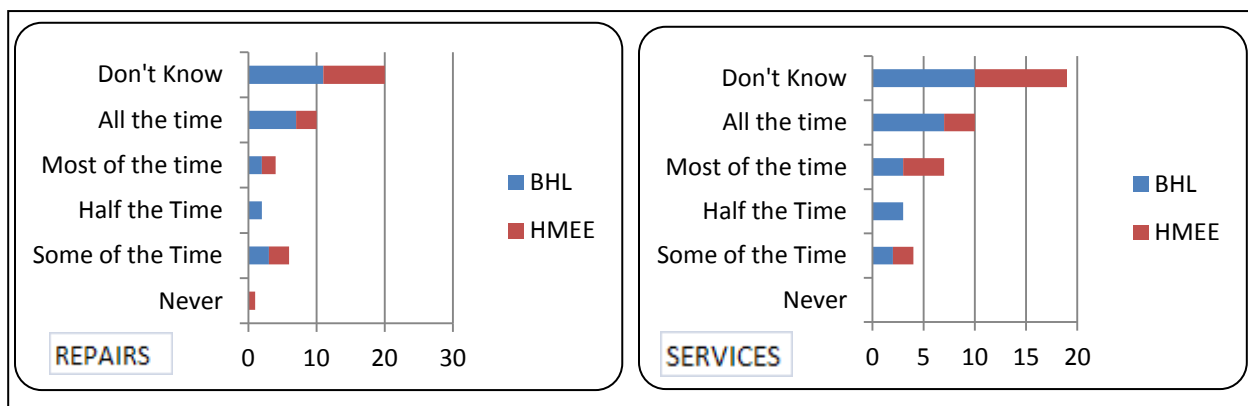 Don't Know
All the time
Most of the time
Half the Time
Some of the Time
Never
0 10 20 30
BHL
HMEE
REPAIRS
Don't Know
All the time
Most of the time
Half the Time
Some of the Time
Never
0 5 10 15 20
BHL
HMEE
SERVICES